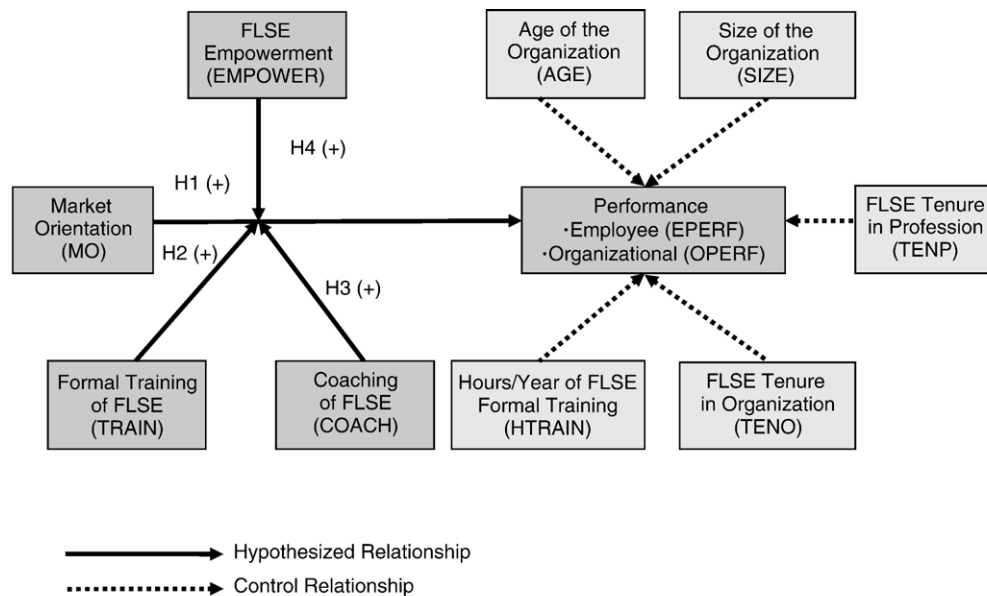 FLSE
Empowerment
(EMPOWER)
Age of the
Organization
(AGE)
Size of the
Organization
(SIZE)
H4 (+)
H1 (+)
Market
Orientation
(MO)
Performance
·Employee (EPERF)
·Organizational (OPERF)
FLSE Tenure
in Profession
(TENP)
H2 (+)
H3 (+)
Formal Training
of FLSE
(TRAIN)
Coaching
of FLSE
(COACH)
Hours/Year of FLSE
Formal Training
(HTRAIN)
FLSE Tenure
in Organization
(TENO)
Hypothesized Relationship
Control Relationship